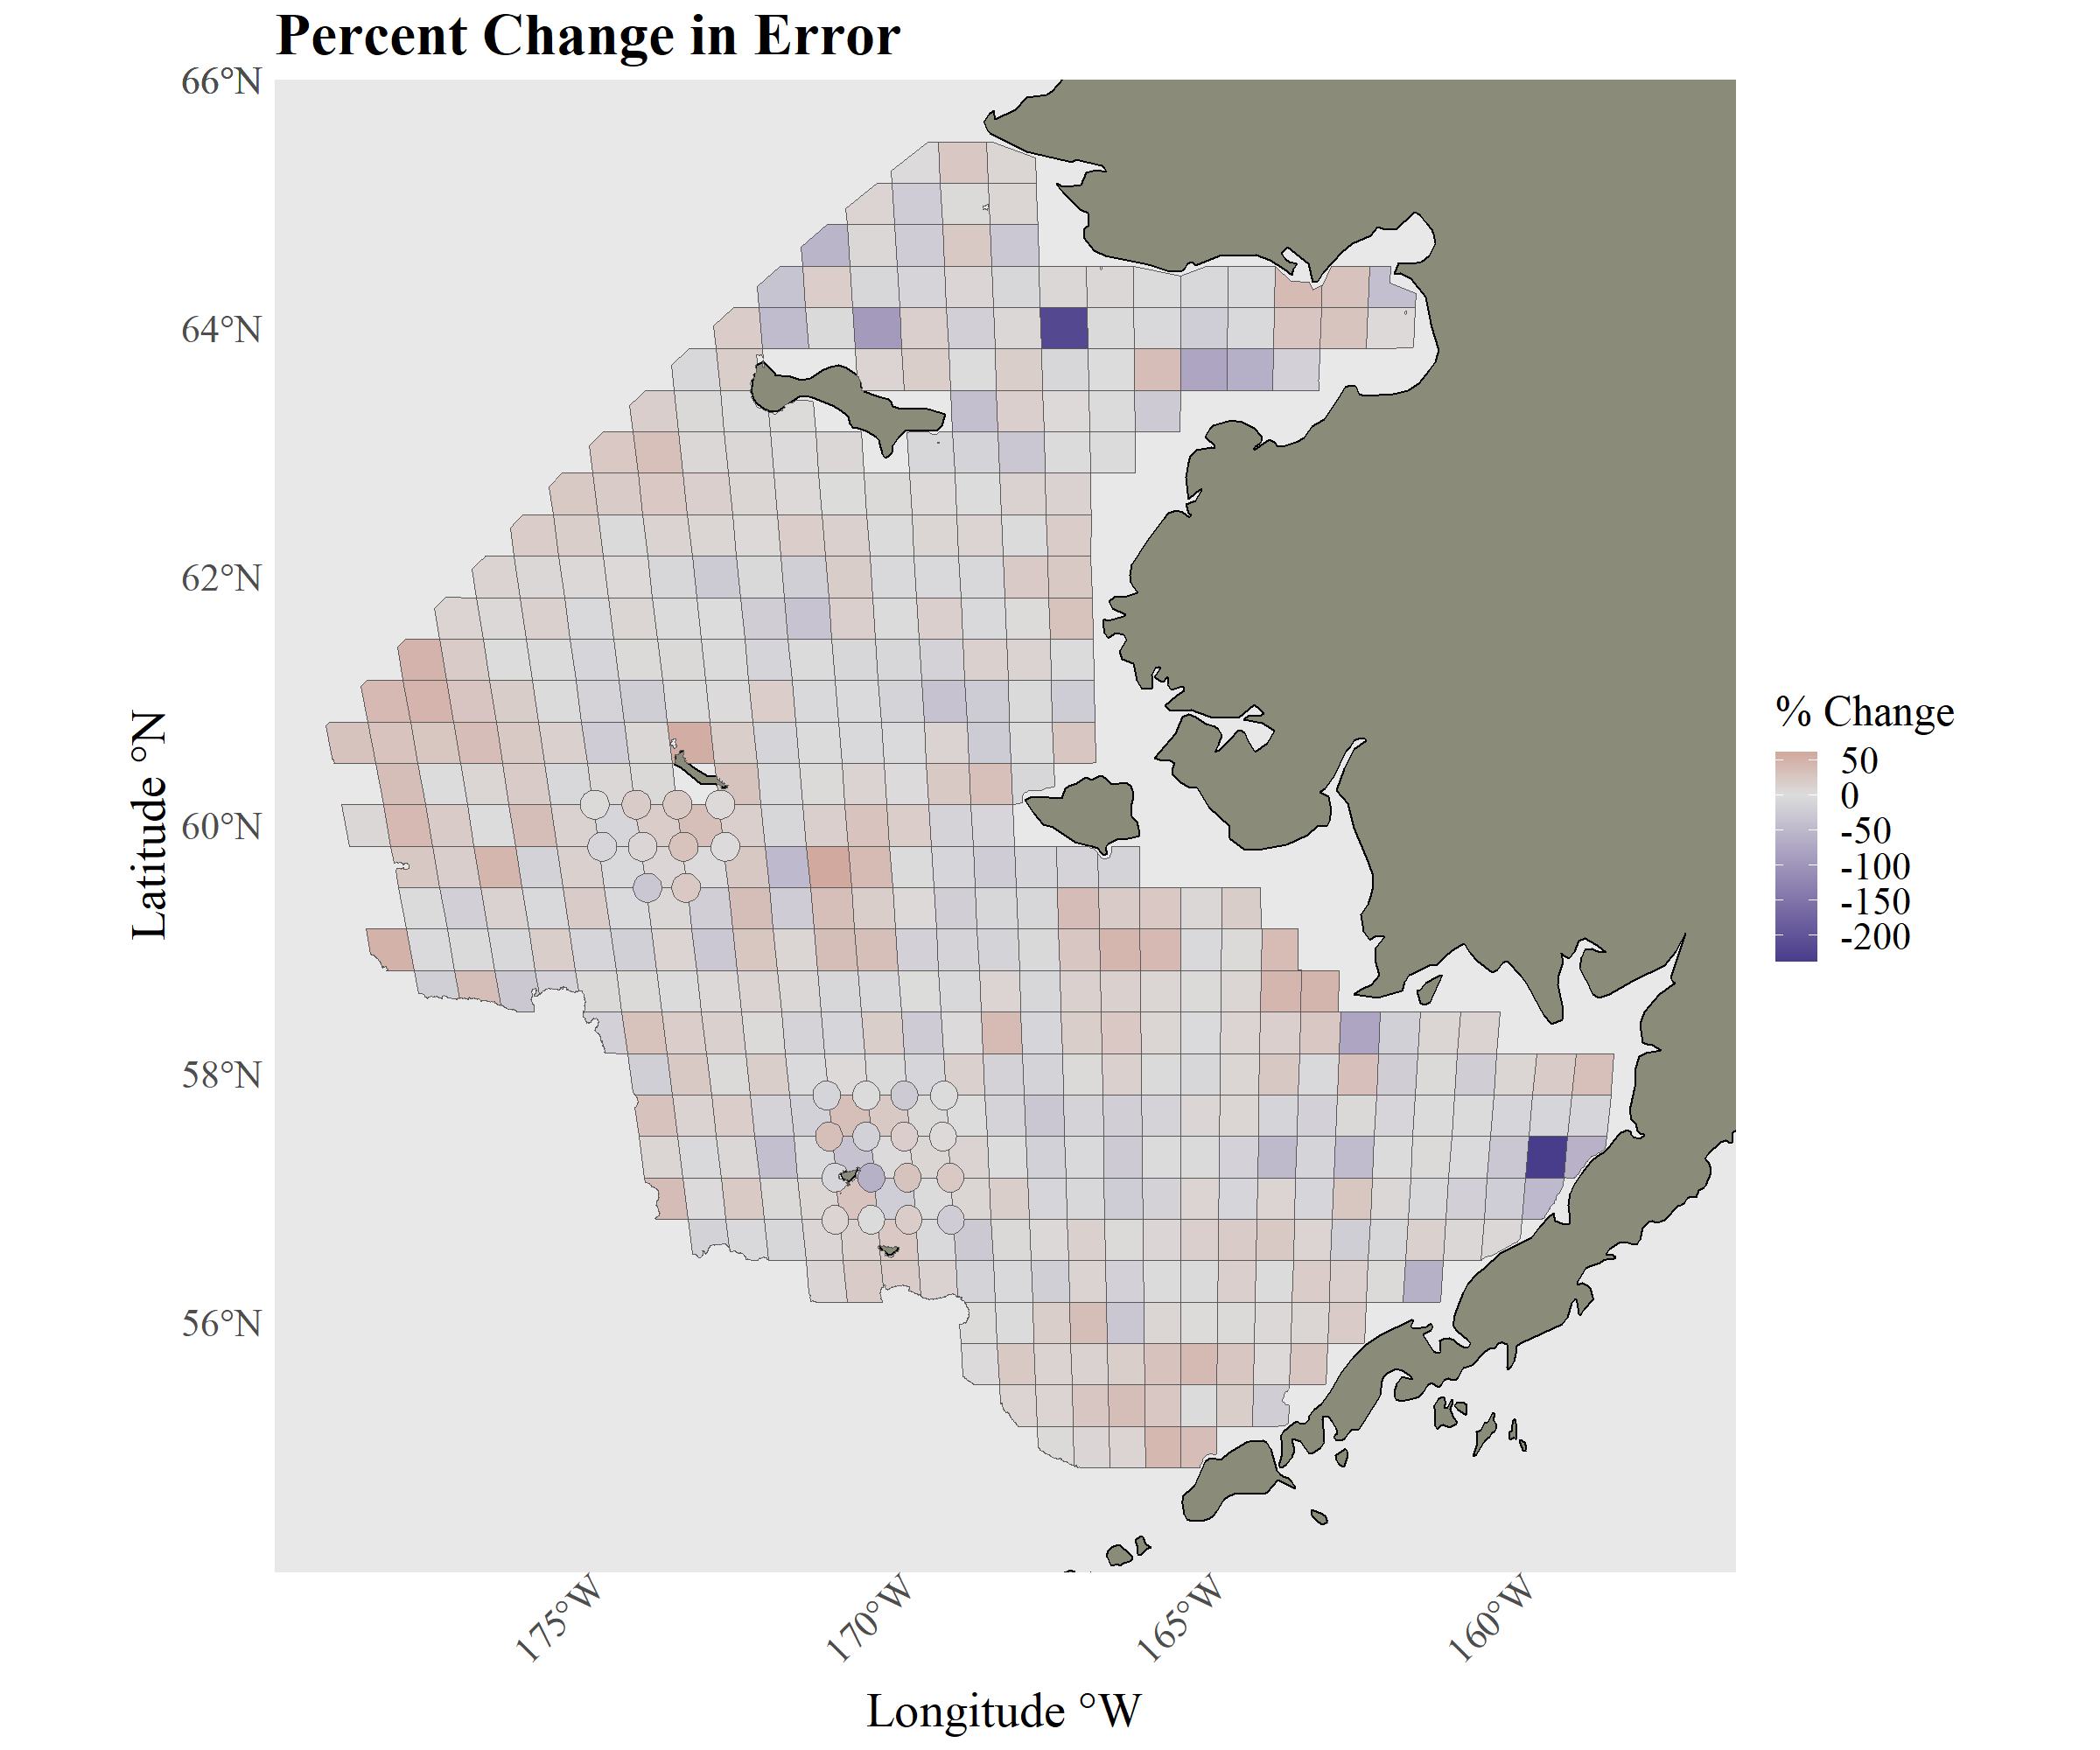 Percent Change in Error
66°N
64°N
62°N
60°N
58°N
56°N
Latitude °N
175°W
170°W
165°W
160°W
Longitude °W
% Change
50
0
-50
-100
-150
-200